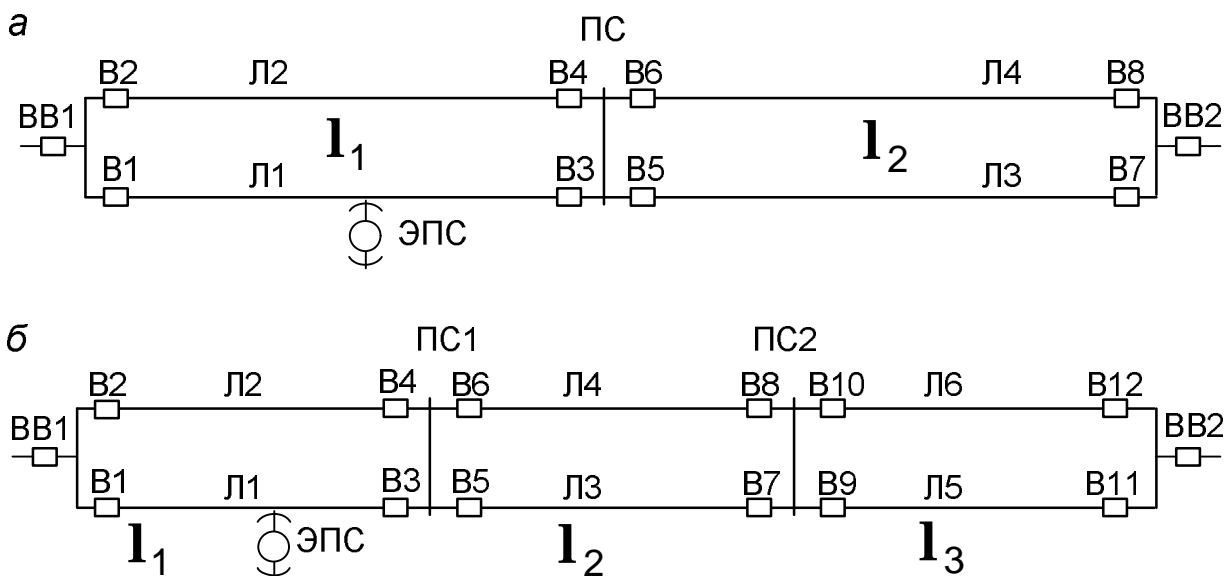 а
ПС
В2 Л2 В4 В6 Л4 В8
ВВ1 ВВ2
l1 l2
В1 Л1 В3 В5 Л3 В7
ЭПС
б
ПС1 ПС2
В2 Л2 В4 В6 Л4 В8 В10 Л6 В12
ВВ1 ВВ2
В1 Л1 В3 В5 Л3 В7 В9 Л5 В11
l1 ЭПС l2 l3